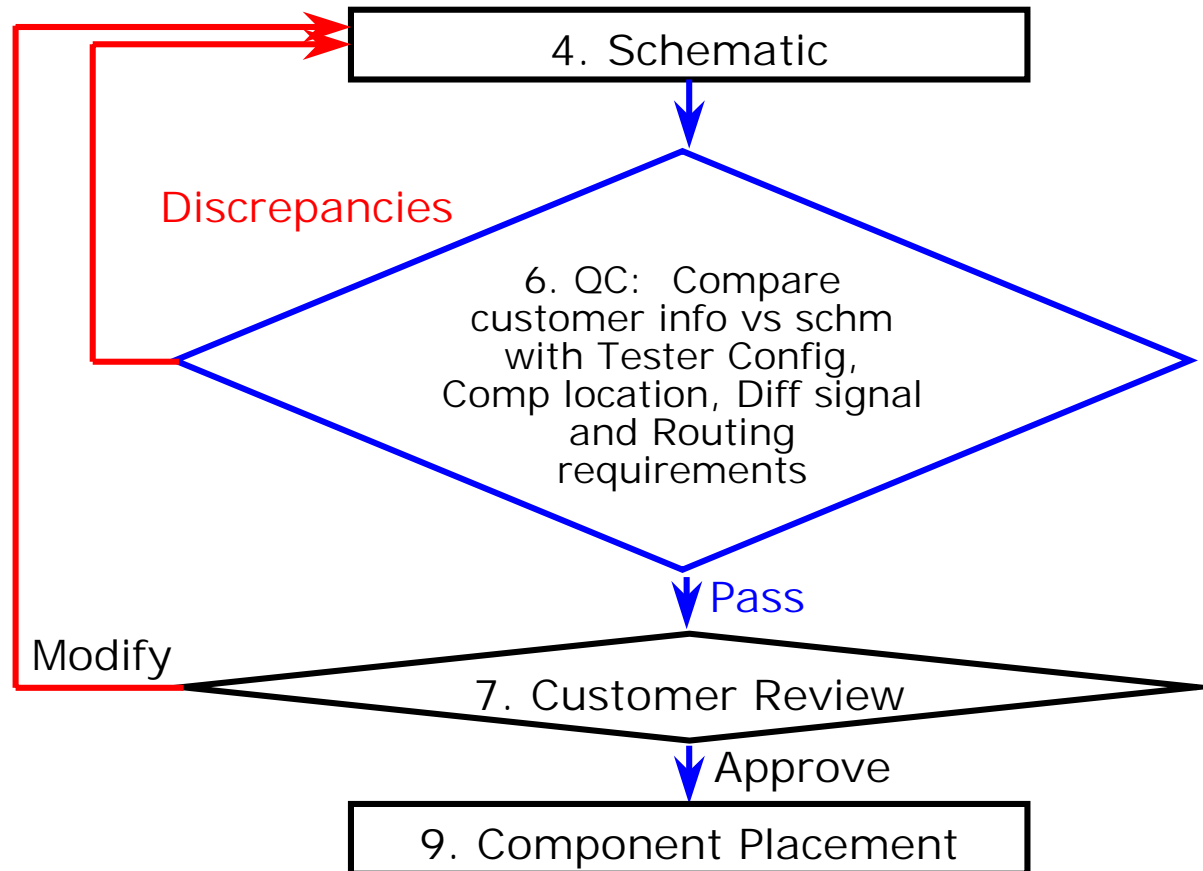 4. Schematic
Discrepancies
6. QC:  Compare
customer info vs schm
with Tester Config,
Comp location, Diff signal
and Routing
requirements
Pass
Modify
7. Customer Review
Approve
9. Component Placement